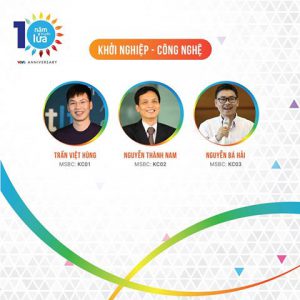 10
năm
lửa
ANNIVERSARY
KHỞI NGHIỆP - CÔNG NGHỆ
TRẦN VIỆT HÙNG
MSBC: KC01
NGUYỄN THÀNH NAM
MSBC: KC02
NGUYỄN BÁ HẢI
MSBC: KC03